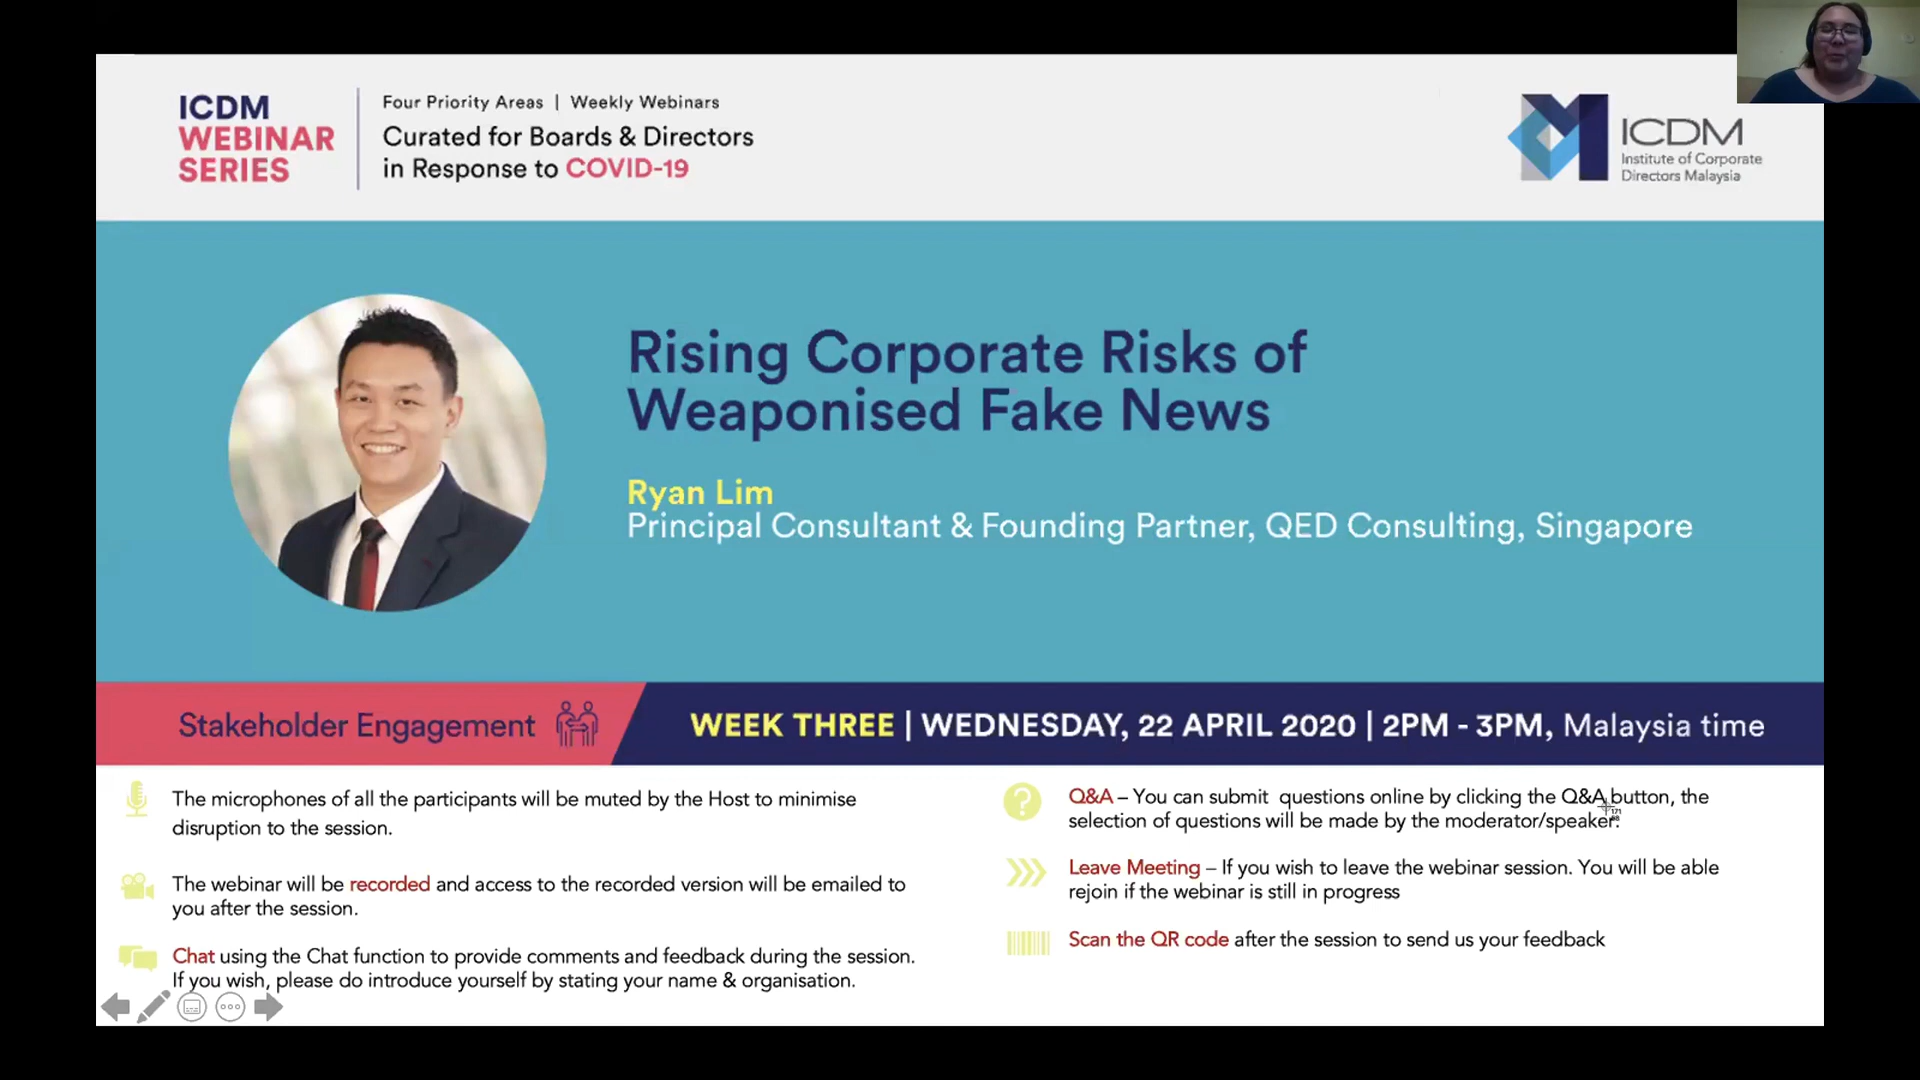 ICDM
WEBINAR
SERIES
Four Priority Areas | Weekly Webinars
Curated for Boards & Directors
in Response to COVID-19
ICDM
Institute of Corporate
Directors Malaysia
Rising Corporate Risks of
Weaponised Fake News
Ryan Lim
Principal Consultant & Founding Partner, QED Consulting, Singapore
Stakeholder Engagement
WEEK THREE | WEDNESDAY, 22 APRIL 2020 | 2PM - 3PM, Malaysia time
The microphones of all the participants will be muted by the Host to minimise
disruption to the session.
The webinar will be recorded and access to the recorded version will be emailed to
you after the session.
Chat using the Chat function to provide comments and feedback during the session.
If you wish, please do introduce yourself by stating your name & organisation.
Q&A – You can submit questions online by clicking the Q&A button, the
selection of questions will be made by the moderator/speaker.
Leave Meeting – If you wish to leave the webinar session. You will be able
rejoin if the webinar is still in progress
Scan the QR code after the session to send us your feedback